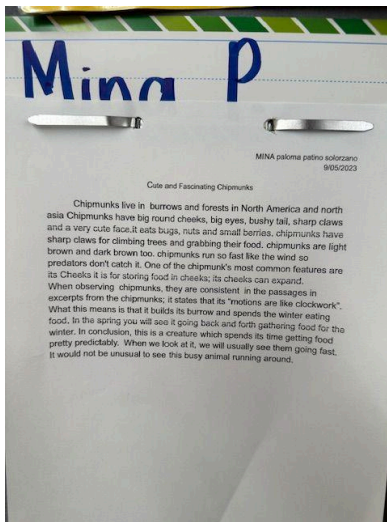 Mina P
MINA paloma patino solorzano
9/05/2023
Cute and Fascinating Chipmunks
Chipmunks live in burrows and forests in North America and north
asia Chipmunks have big round cheeks, big eyes, bushy tail, sharp claws
and a very cute face.it eats bugs, nuts and small berries. chipmunks have
sharp claws for climbing trees and grabbing their food. chipmunks are light
brown and dark brown too. chipmunks run so fast like the wind so
predators don't catch it. One of the chipmunk's most common features are
its Cheeks it is for storing food in cheeks; its cheeks can expand.
When observing chipmunks, they are consistent in the passages in
excerpts from the chipmunks; it states that its "motions are like clockwork".
What this means is that it builds its burrow and spends the winter eating
food. In the spring you will see it going back and forth gathering food for the
winter. In conclusion, this is a creature which spends its time getting food
pretty predictably. When we look at it, we will usually see them going fast.
It would not be unusual to see this busy animal running around.